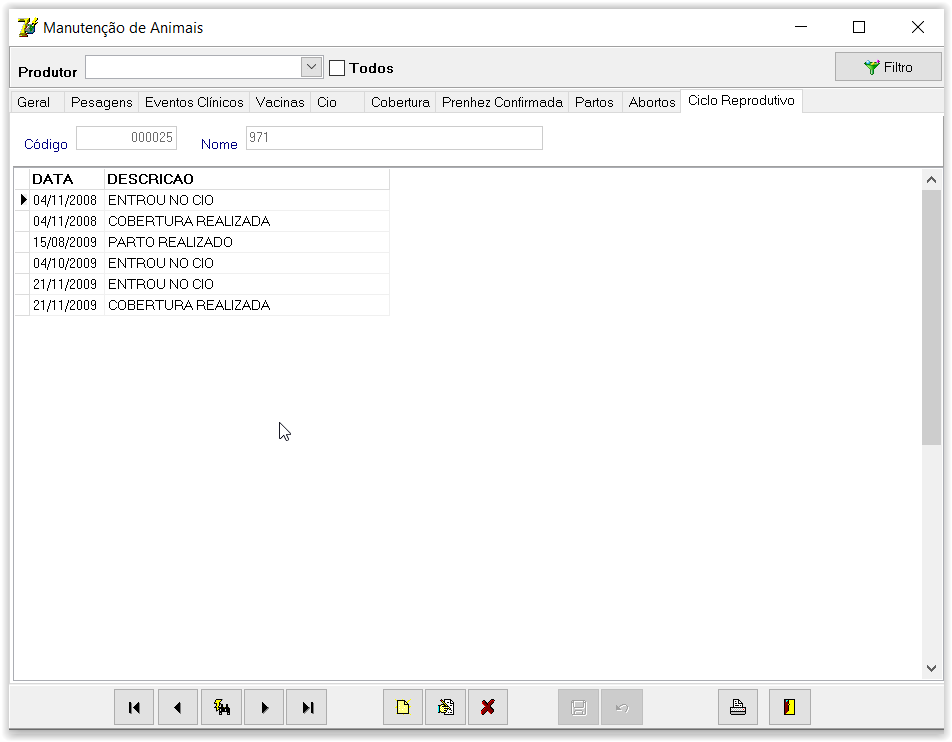 Manutenção de Animais
Produtor Todos Filtro
Geral Pesagens Eventos Clínicos Vacinas Cio Cobertura Prenhez Confirmada Partos Abortos Ciclo Reprodutivo
Código 000025 Nome 971
DATA DESCRICAO
04/11/2008 ENTROU NO CIO
04/11/2008 COBERTURA REALIZADA
15/08/2009 PARTO REALIZADO
04/10/2009 ENTROU NO CIO
21/11/2009 ENTROU NO CIO
21/11/2009 COBERTURA REALIZADA